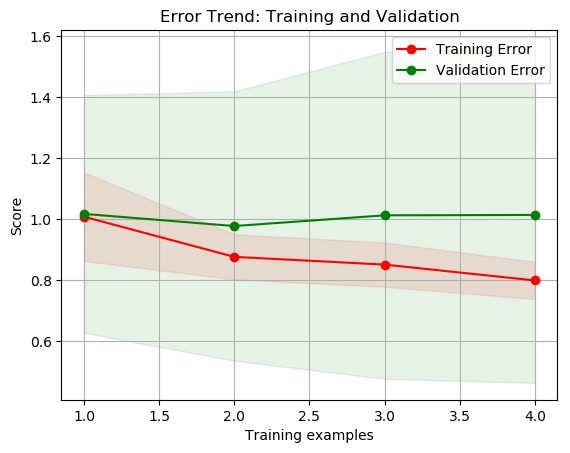 Error Trend: Training and Validation
Training Error
Validation Error
Score
1.6
1.4
1.2
1.0
0.8
0.6
1.0 1.5 2.0 2.5 3.0 3.5 4.0
Training examples